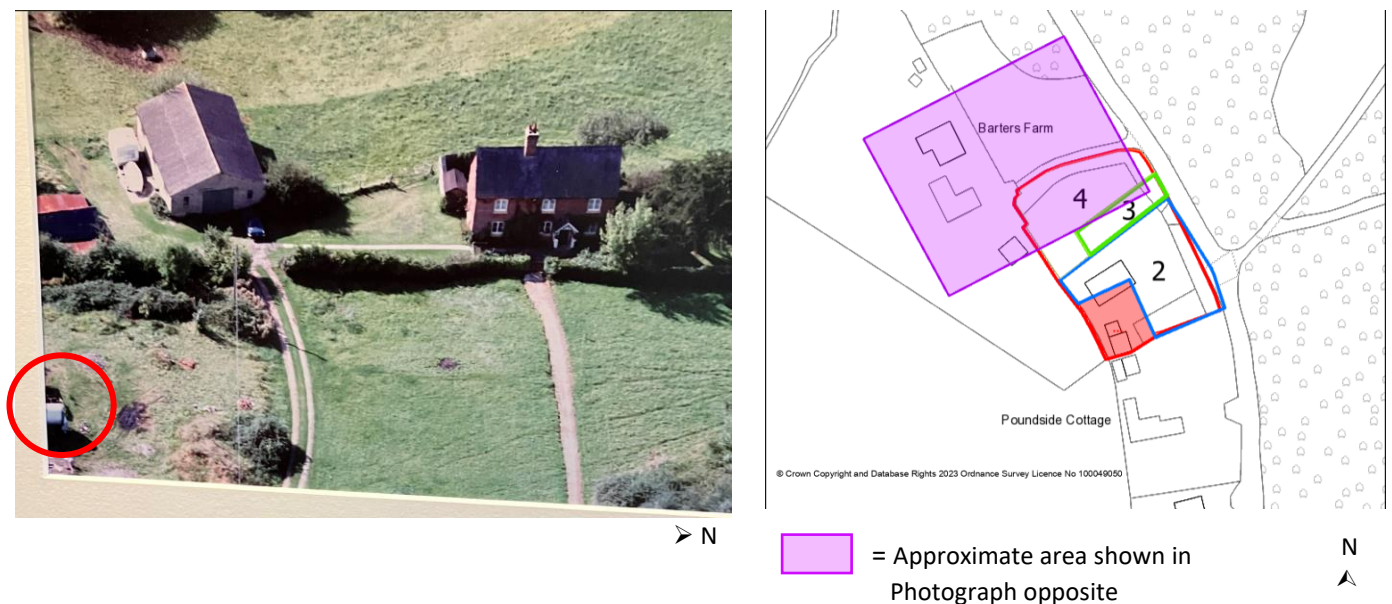 Barters Farm
4
3
2
Poundside Cottage
© Crown Copyright and Database Rights 2023 Ordnance Survey Licence No 100049050
➢ N
= Approximate area shown in
Photograph opposite
N